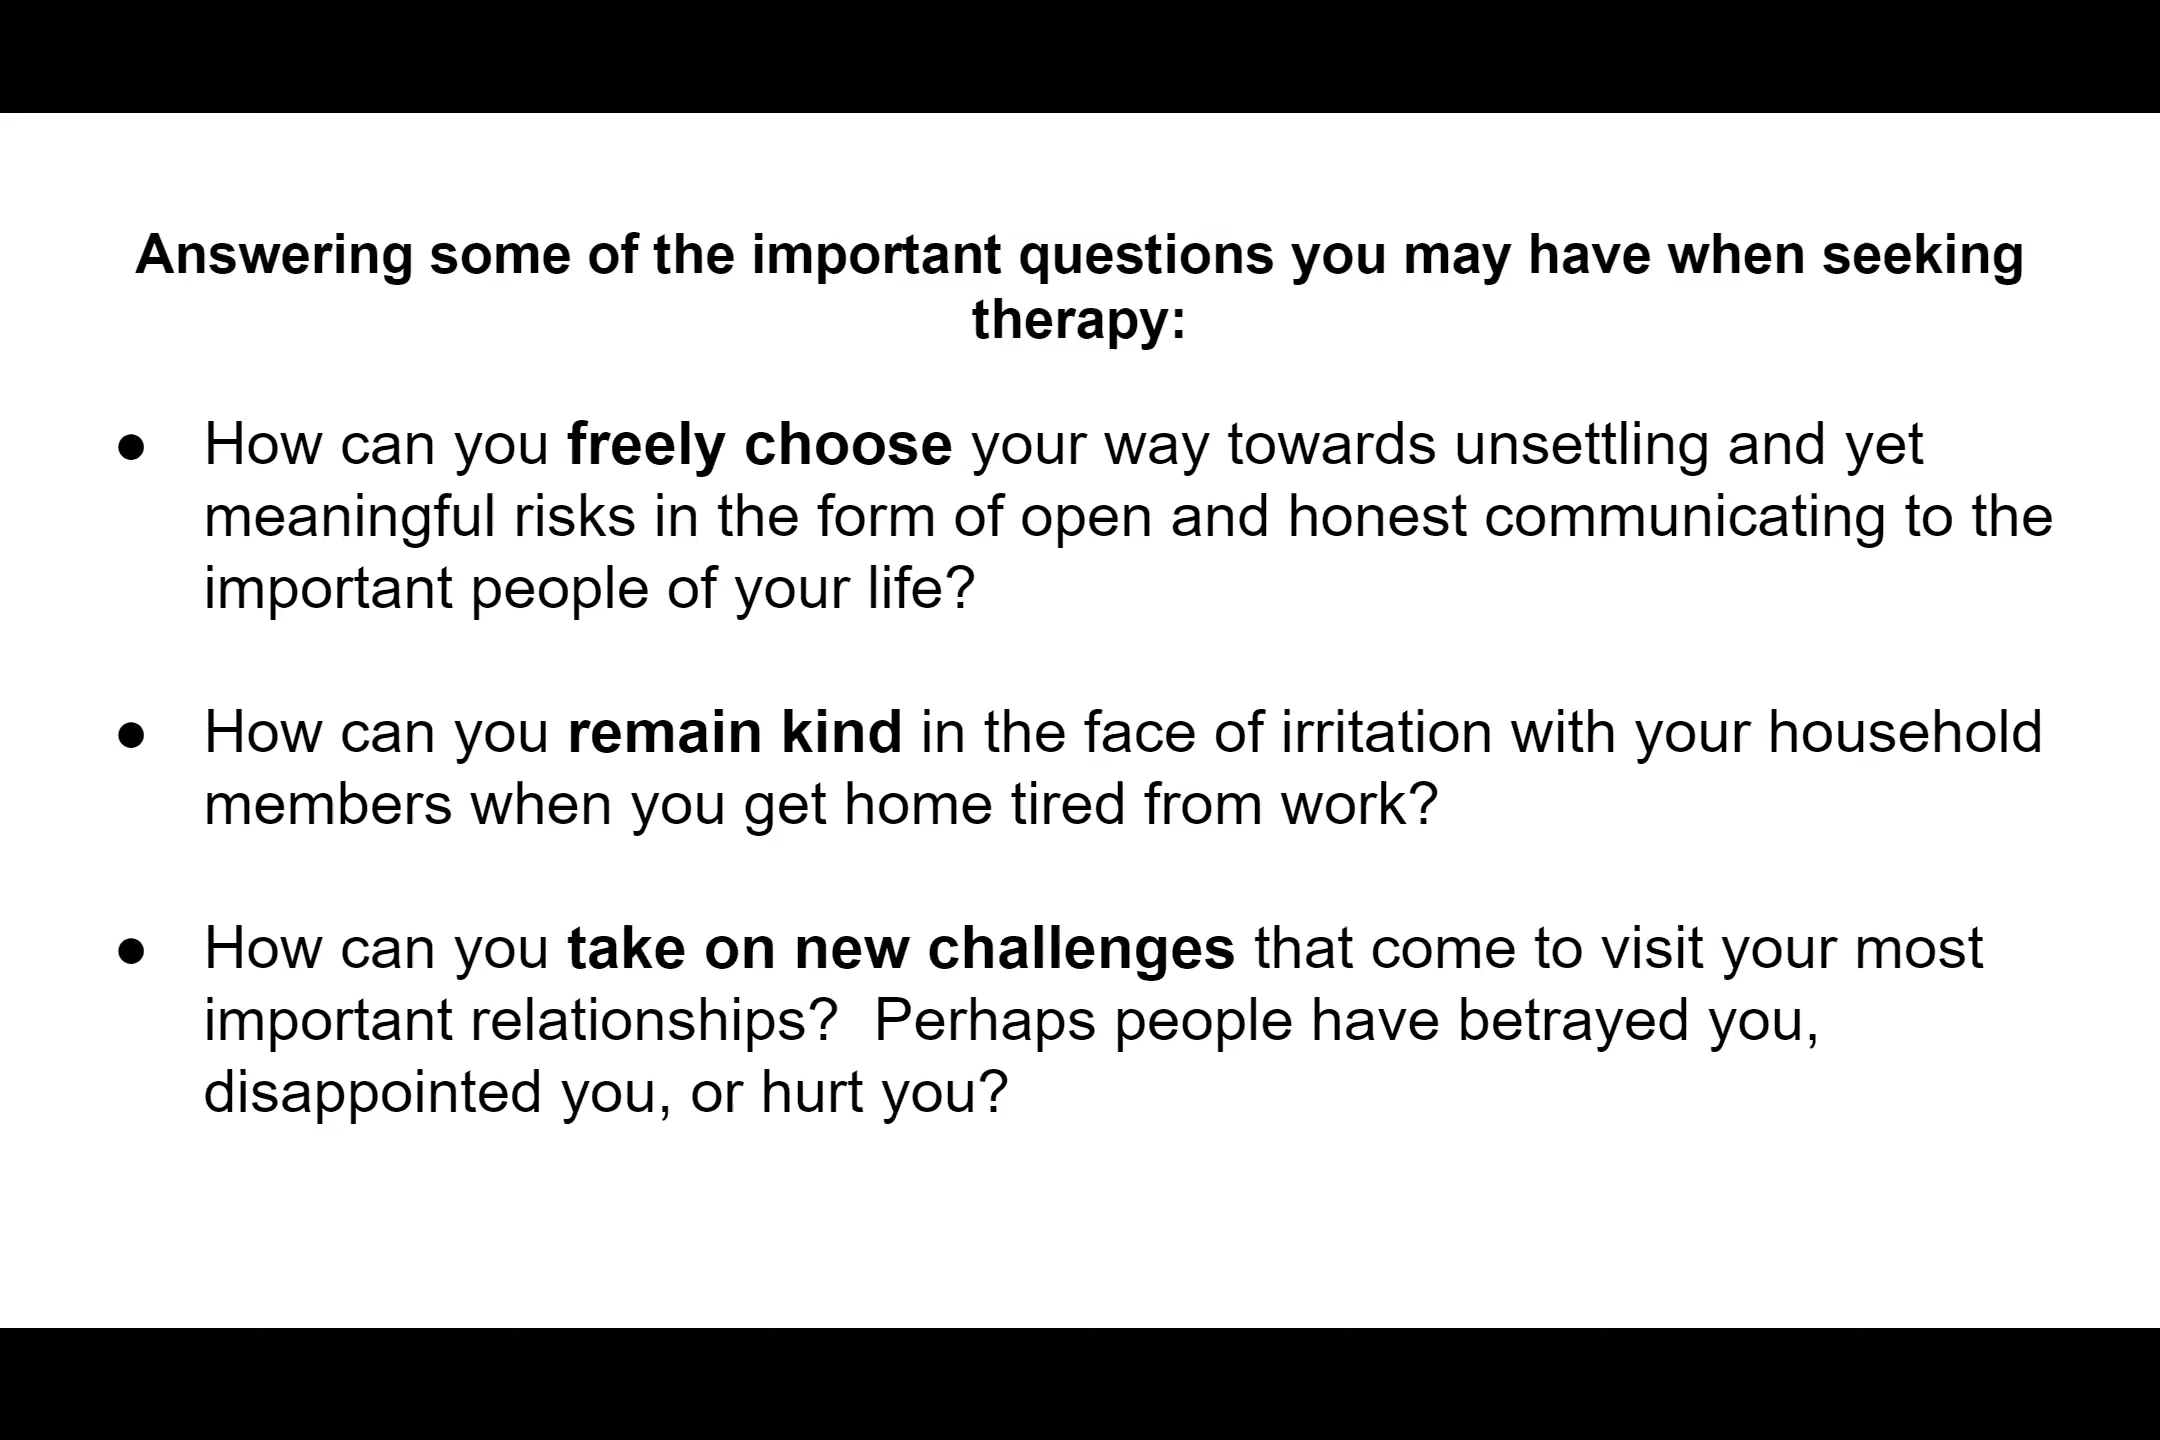 Answering some of the important questions you may have when seeking
therapy:
● How can you freely choose your way towards unsettling and yet
meaningful risks in the form of open and honest communicating to the
important people of your life?
● How can you remain kind in the face of irritation with your household
members when you get home tired from work?
● How can you take on new challenges that come to visit your most
important relationships?  Perhaps people have betrayed you,
disappointed you, or hurt you?